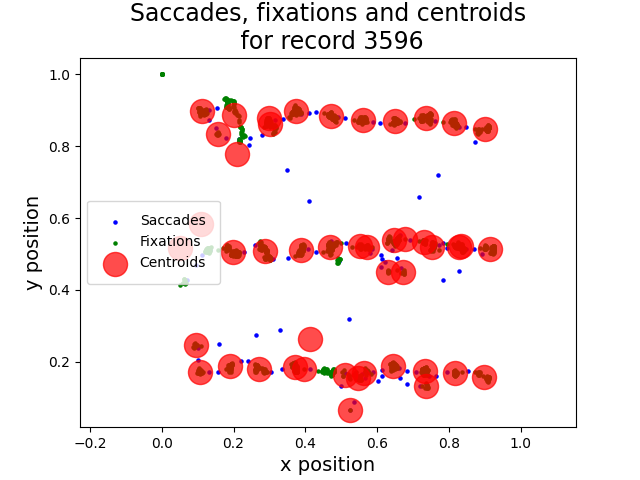 Saccades, fixations and centroids
for record 3596
1.0
0.8
0.6
0.4
0.2
y position
Saccades
Fixations
Centroids
−0.2
0.0
0.2
0.4
0.6
0.8
1.0
x position